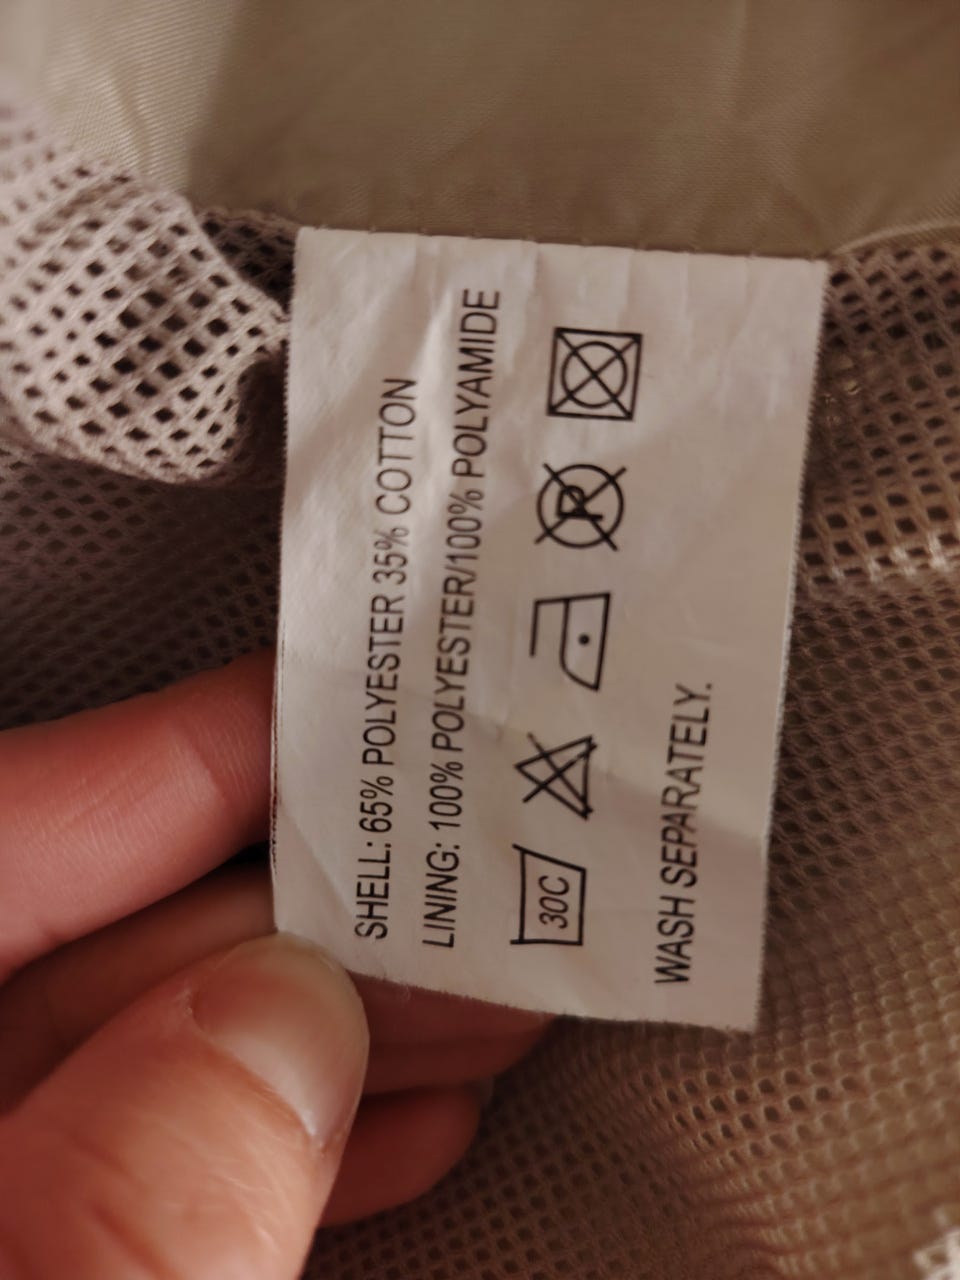 SHELL: 65% POLYESTER 35% COTTON
LINING: 100% POLYESTER/100% POLYAMIDE
30C P
WASH SEPARATELY.